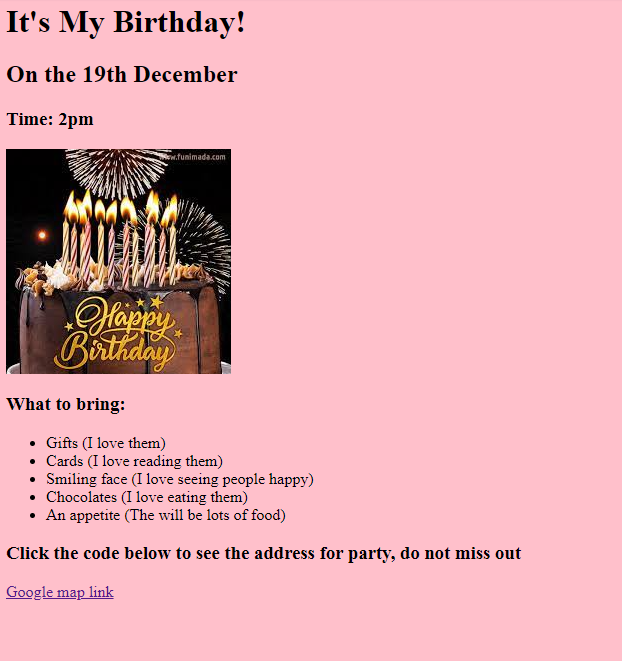 It's My Birthday!
On the 19th December
Time: 2pm
www.funimada.com
Happy
Birthday
What to bring:
Gifts (I love them)
Cards (I love reading them)
Smiling face (I love seeing people happy)
Chocolates (I love eating them)
An appetite (The will be lots of food)
Click the code below to see the address for party, do not miss out
Google map link